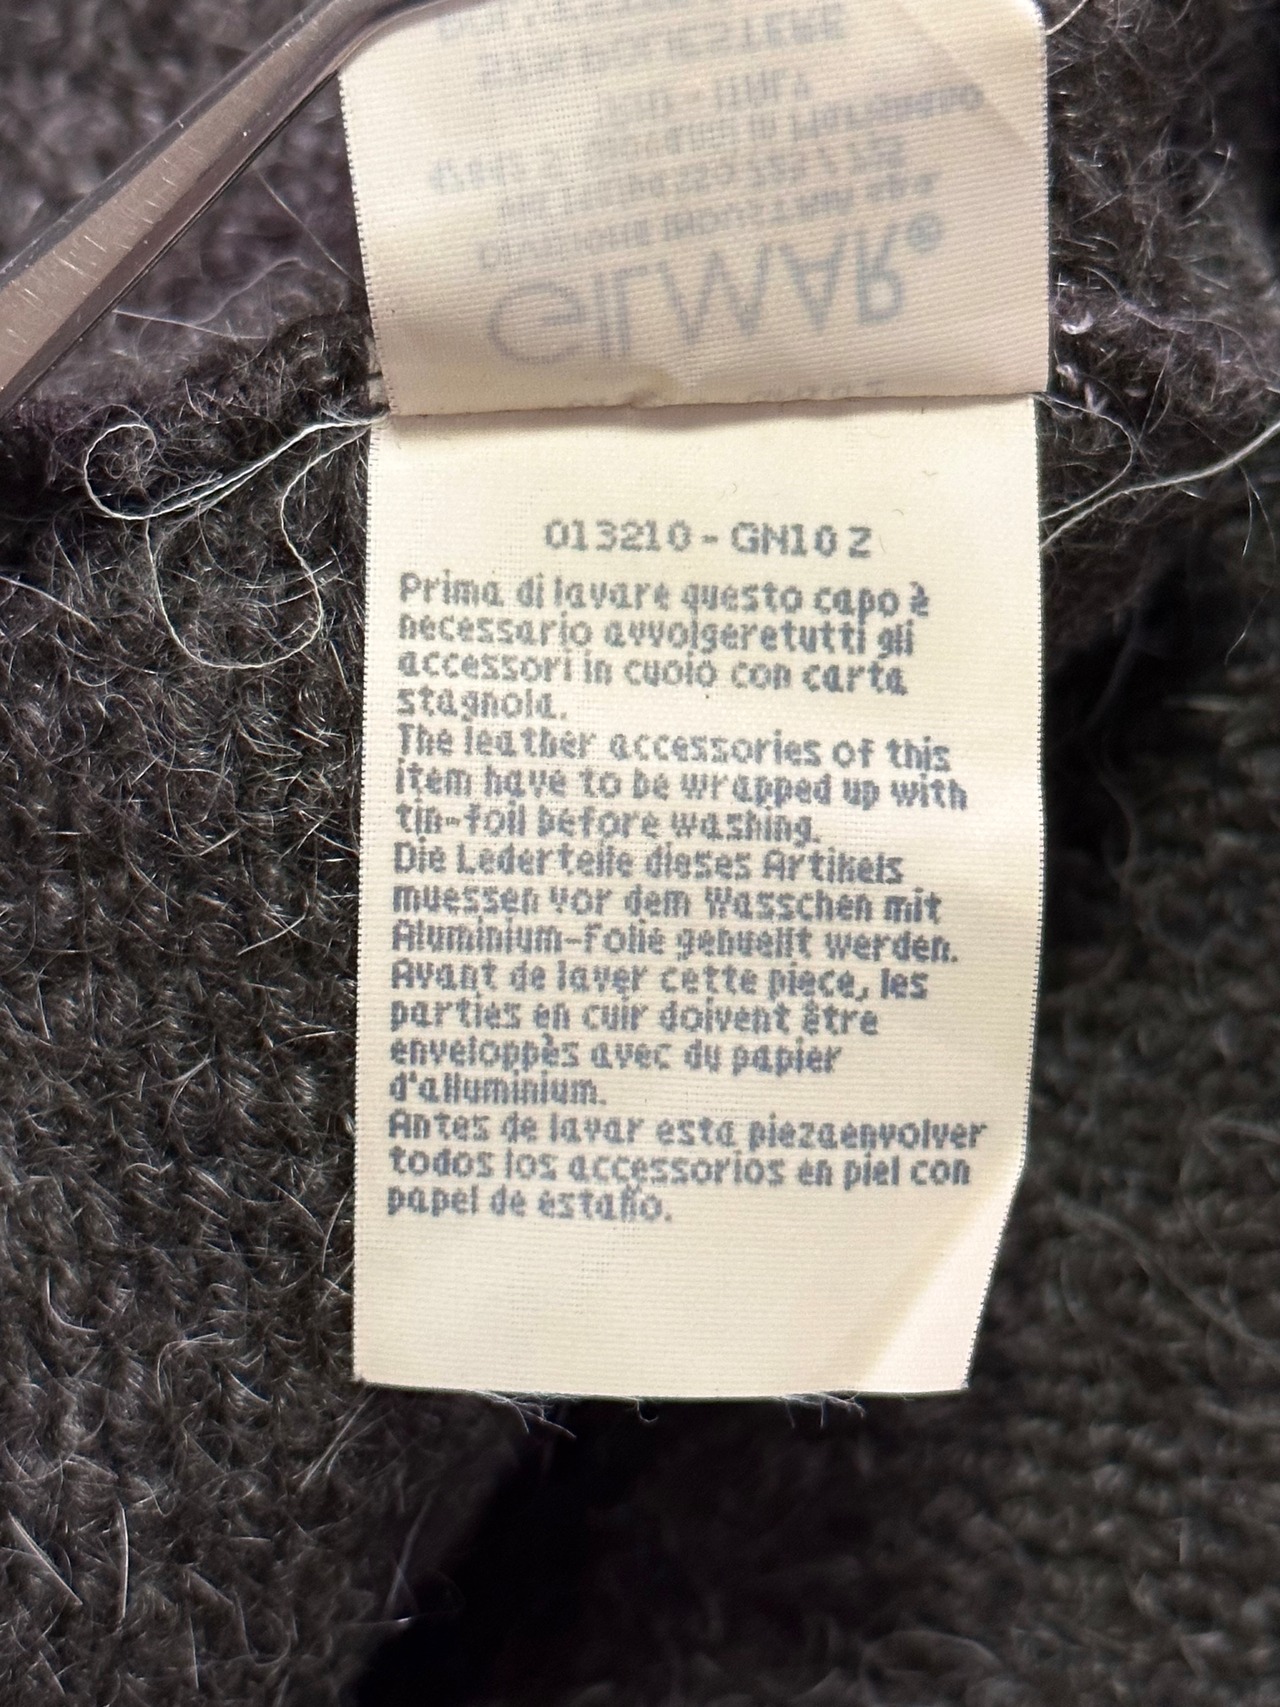 GILMAR®
DIVISIONE INDUSTRIA spa
013210 - GN10 Z
Prima di lavare questo capo è
necessario avvolgeretutti gli
accessori in cuoio con carta
stagnola.
The leather accessories of this
item have to be wrapped up with
tin-foil before washing.
Die Lederteile dieses Artikels
muessen vor dem Wasschen mit
Aluminium-Folie gehuellt werden.
Avant de laver cette piece, les
parties en cuir doivent être
enveloppès avec du papier
d'alluminium.
Antes de lavar esta piezaenvolver
todos los accessorios en piel con
papel de estaño.